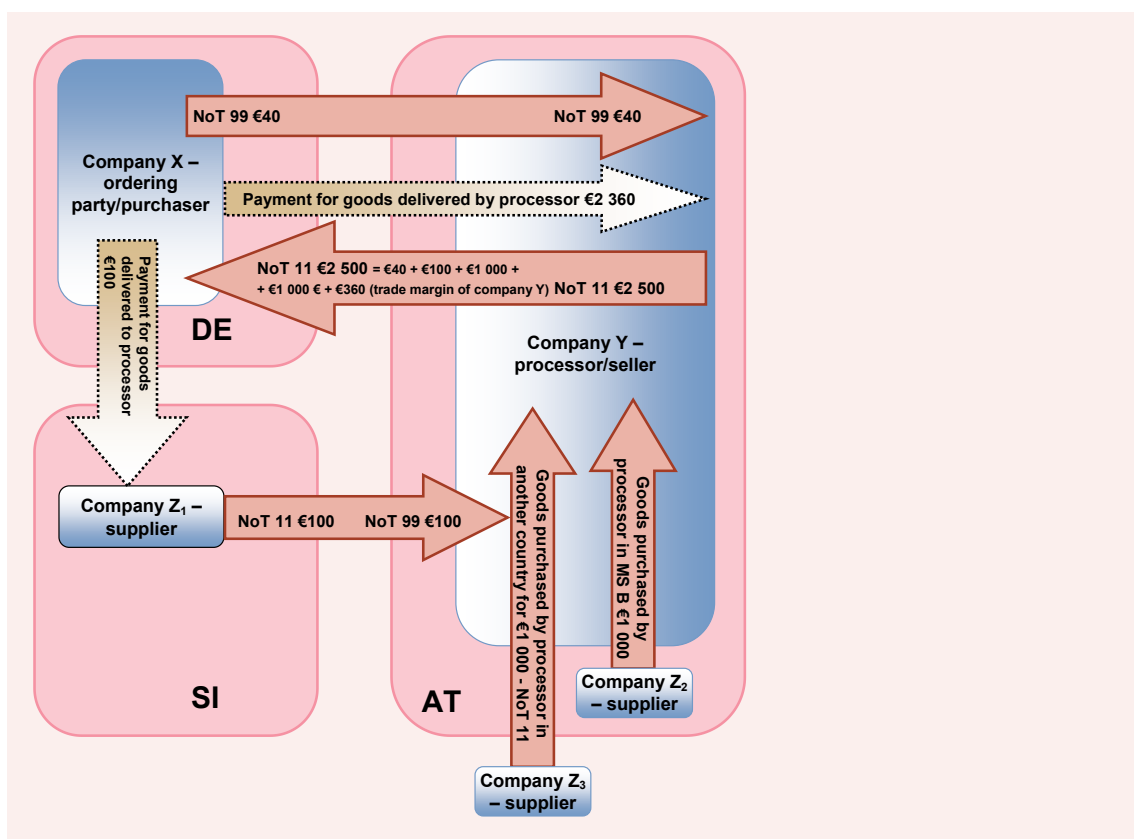 NoT 99 €40
NoT 99 €40
Company X –
ordering
party/purchaser
Payment for goods delivered by processor €2 360
NoT 11 €2 500 = €40 + €100 + €1 000 +
+ €1 000 € + €360 (trade margin of company Y) NoT 11 €2 500
Payment for goods
delivered to processor
€100
DE
Company Y –
processor/seller
Company Z₁ –
supplier
NoT 11 €100
NoT 99 €100
Goods purchased by processor in
another country for €1 000 - NoT 11
Goods purchased by
processor in MS B €1 000
SI
AT
Company Z₂
– supplier
Company Z₃
– supplier